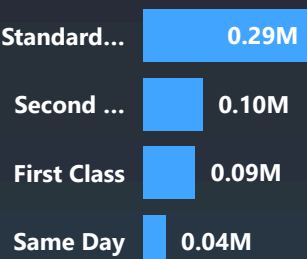 Standard... 0.29M
Second ... 0.10M
First Class 0.09M
Same Day 0.04M